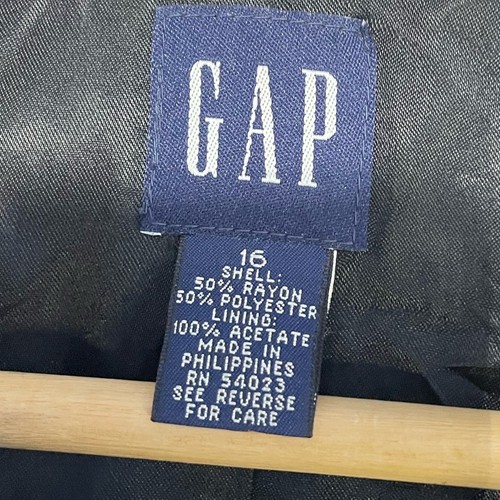 GAP
16
SHELL:
50% RAYON
50% POLYESTER
LINING:
100% ACETATE
MADE IN
PHILIPPINES
RN 54023
SEE REVERSE
FOR CARE